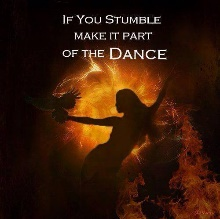 If You Stumble
make it part
of the Dance